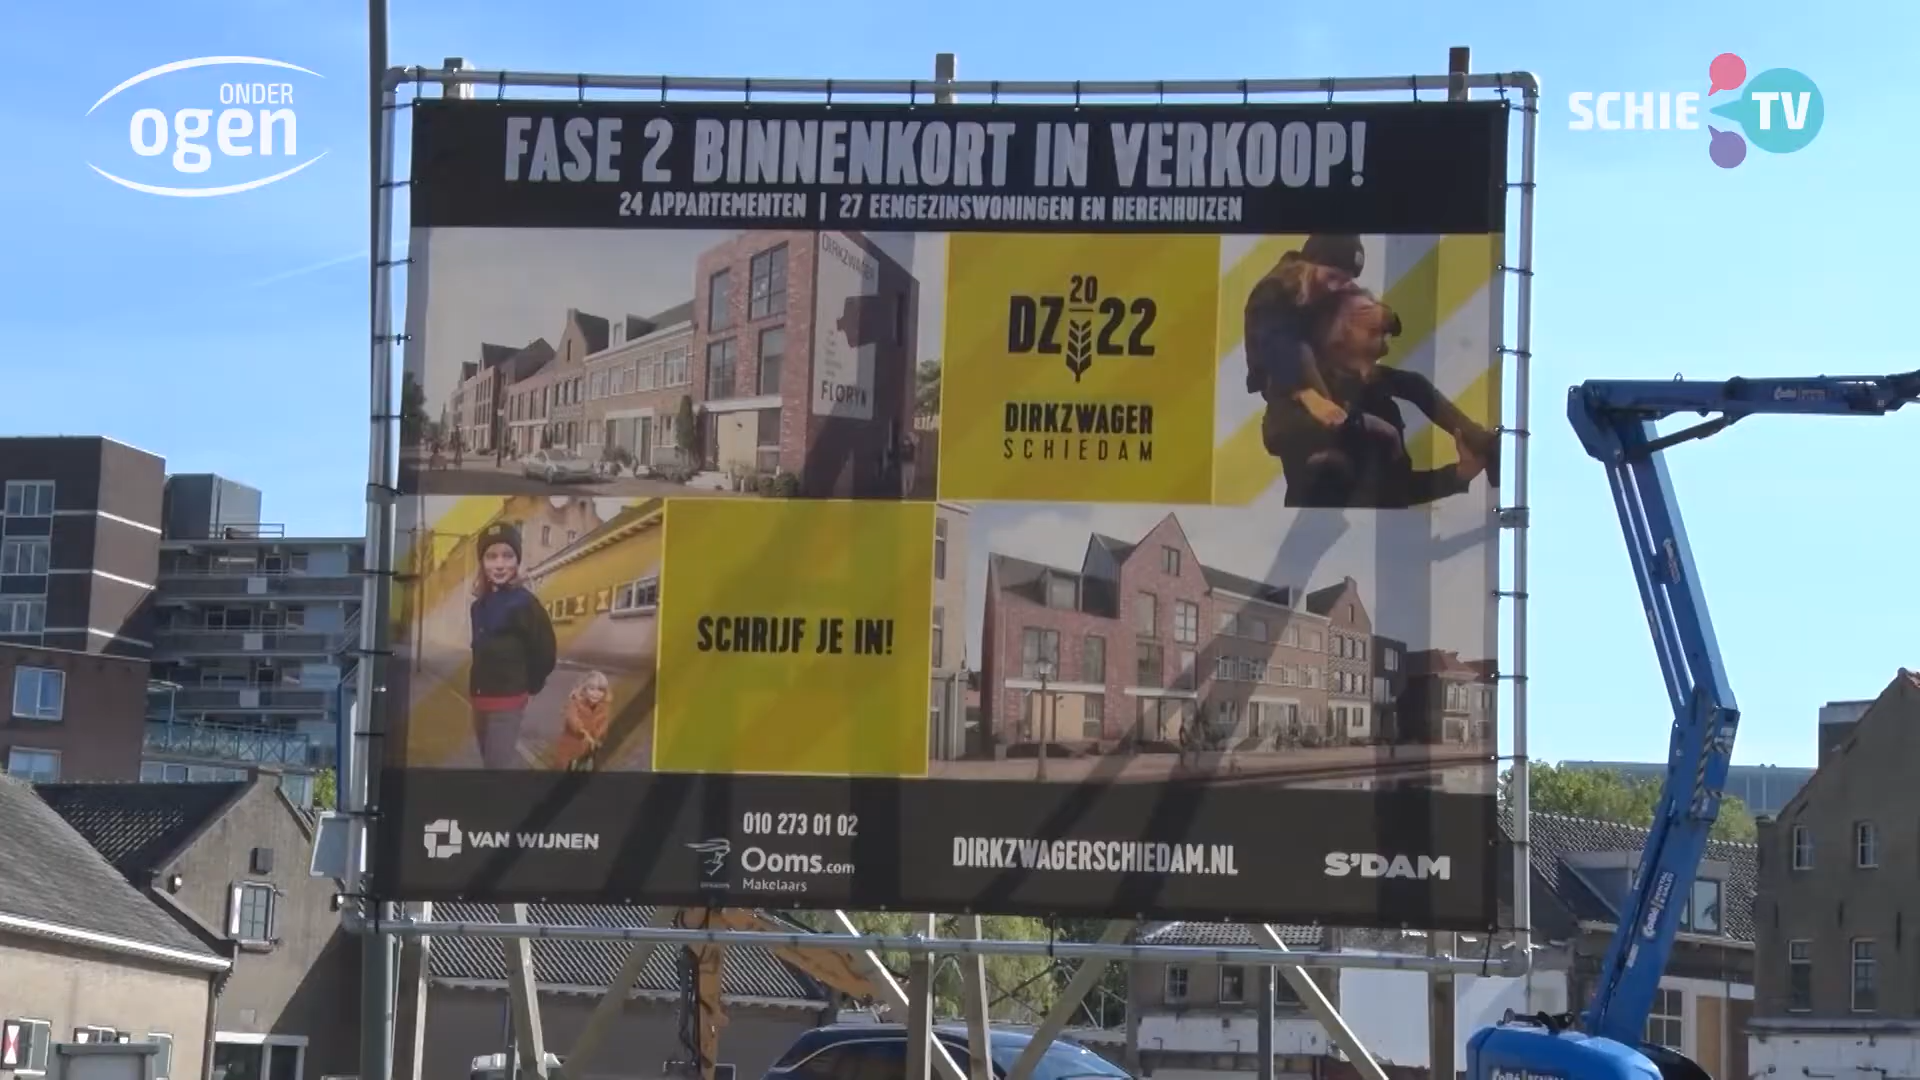 ONDER
ogen
SCHIE TV
FASE 2 BINNENKORT IN VERKOOP!
24 APPARTEMENTEN | 27 EENGEZINSWONINGEN EN HERENHUIZEN
DIRKZWAGER
FLORYN
20
DZ 22
DIRKZWAGER
SCHIEDAM
SCHRIJF JE IN!
VAN WIJNEN
010 273 01 02
Ooms.com
Makelaars
DIRKZWAGERSCHIEDAM.NL
S'DAM